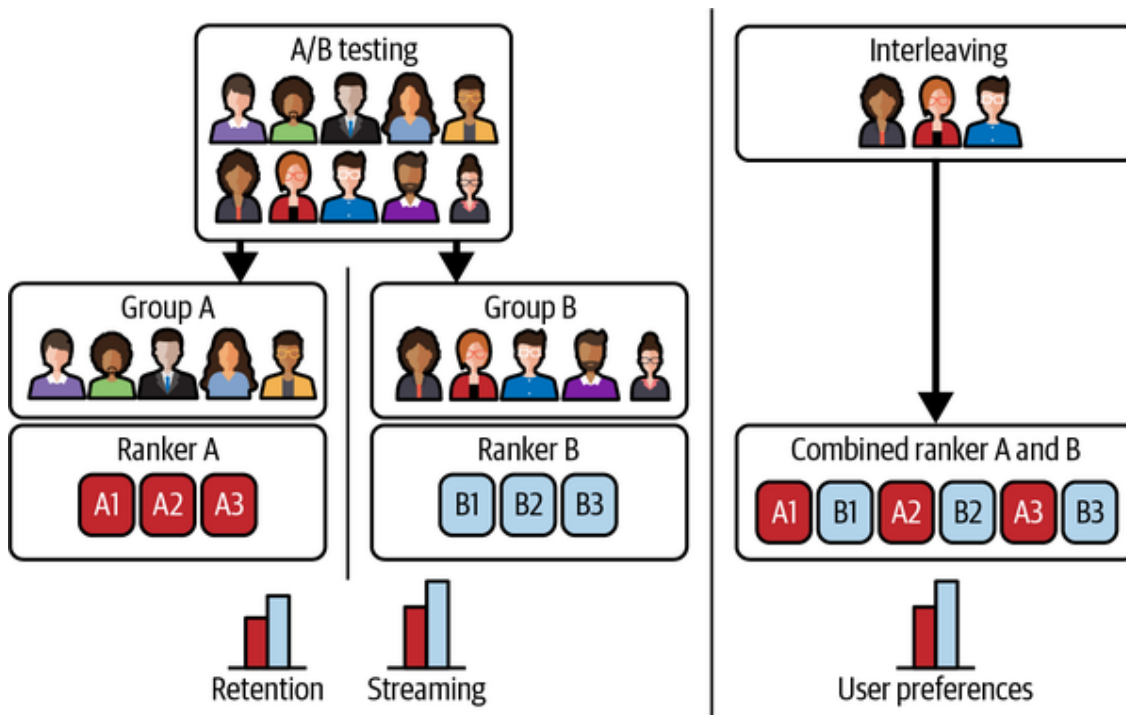 A/B testing
Group A
Group B
Ranker A
A1 A2 A3
Ranker B
B1 B2 B3
Retention
Streaming
Interleaving
Combined ranker A and B
A1 B1 A2 B2 A3 B3
User preferences